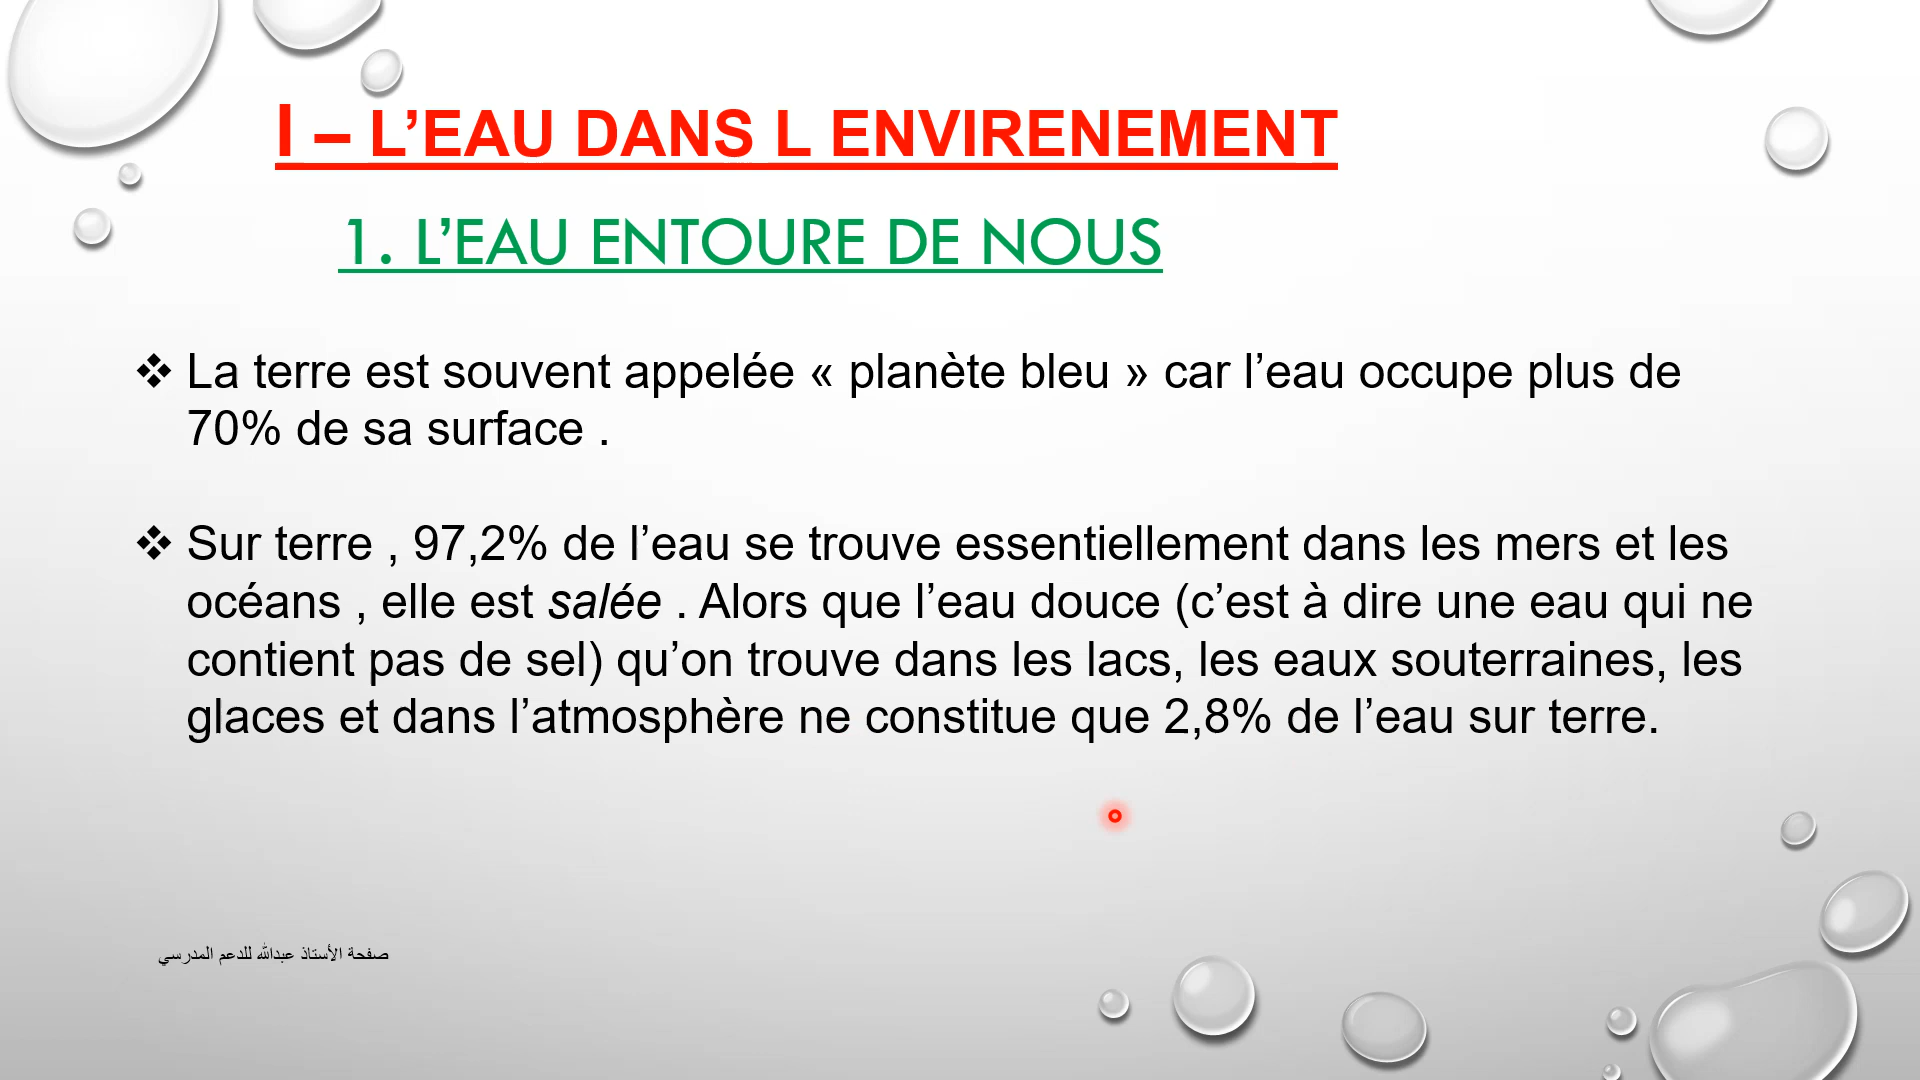 I – L’EAU DANS L ENVIRENEMENT
1. L’EAU ENTOURE DE NOUS
❖ La terre est souvent appelée « planète bleu » car l’eau occupe plus de
70% de sa surface .
❖ Sur terre , 97,2% de l’eau se trouve essentiellement dans les mers et les
océans , elle est salée . Alors que l’eau douce (c’est à dire une eau qui ne
contient pas de sel) qu’on trouve dans les lacs, les eaux souterraines, les
glaces et dans l’atmosphère ne constitue que 2,8% de l’eau sur terre.
صفحة الأستاذ عبدالله للدعم المدرسي